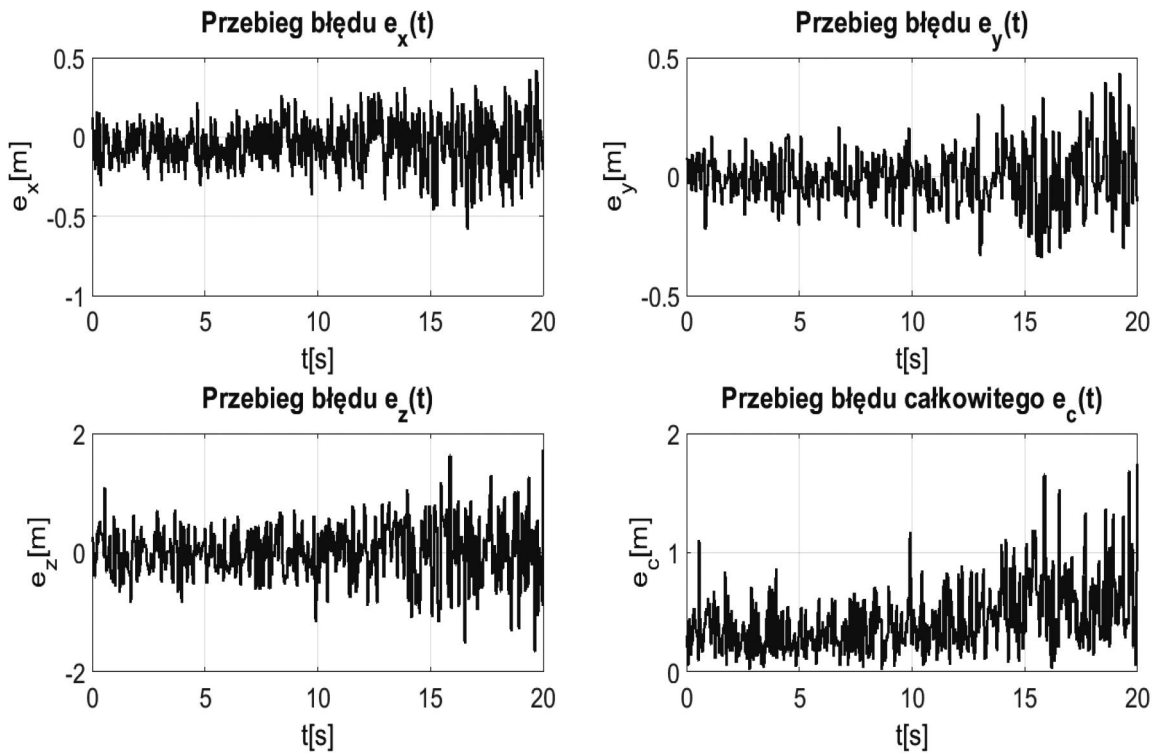 Przebieg błędu e_x(t)
0.5
0
-0.5
-1
e_x[m]
0 5 10 15 20
t[s]
Przebieg błędu e_y(t)
0.5
0
-0.5
e_y[m]
0 5 10 15 20
t[s]
Przebieg błędu e_z(t)
2
0
-2
e_z[m]
0 5 10 15 20
t[s]
Przebieg błędu całkowitego e_c(t)
2
1
0
e_c[m]
0 5 10 15 20
t[s]